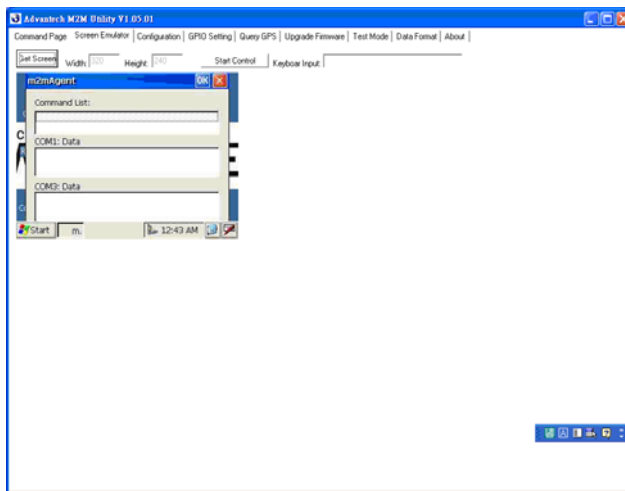 Advantech M2M Utility V1.05.01
Command Page Screen Emulator Configuration GPIO Setting Query GPS Upgrade Firmware Test Mode Data Format About
Get Screen Width: 320 Height: 240 Start Control Keyboar Input:
m2mAgent OK
Command List:
COM1: Data
COM3: Data
Start m. 12:43 AM